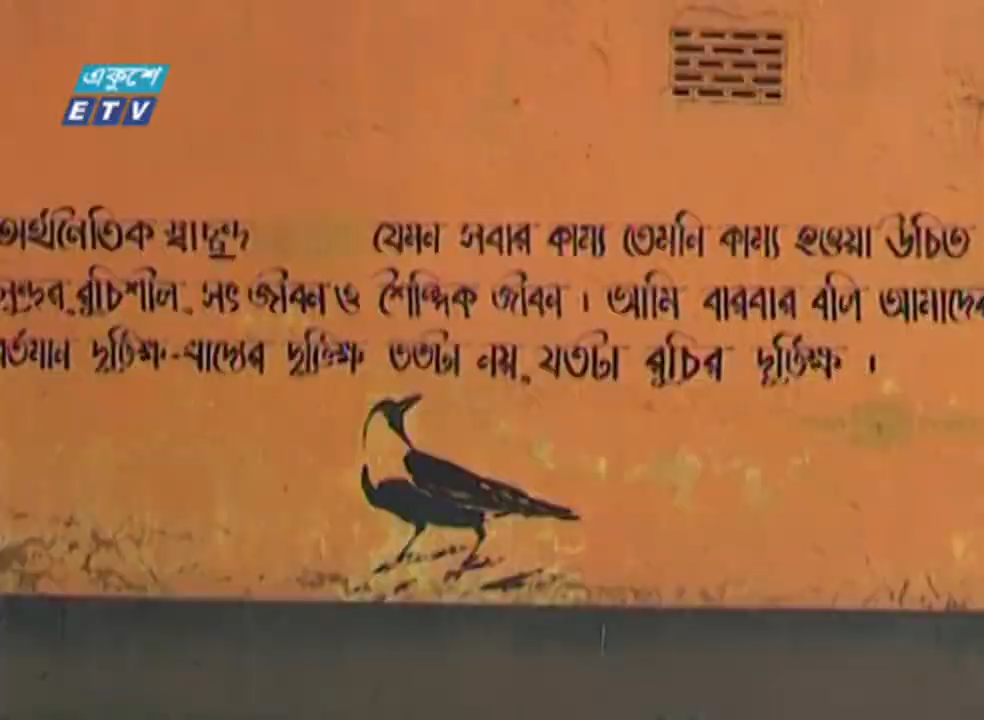 একুশে
ETV
অর্থনৈতিক স্বাচ্ছন্দ যেমন সবার কাম্য তেমনি কাম্য হওয়া উচিত
সুন্দর, রুচিশীল, সৎ জীবন ও শৈল্পিক জীবন । আমি বারবার বলি আমাদের
বর্তমান দুর্ভিক্ষ-খাদ্যের দুর্ভিক্ষ ততটা নয়, যতটা রুচির দুর্ভিক্ষ ।